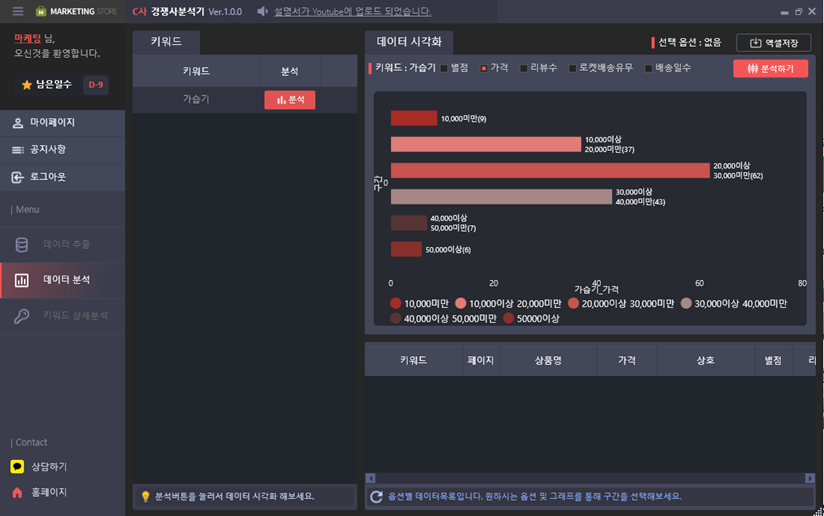 MARKETING STORE
C사 경쟁사분석기 Ver.1.0.0
설명서가 Youtube에 업로드 되었습니다.
마케팅 님,
오신것을 환영합니다.
남은일수 D-9
마이페이지
공지사항
로그아웃
| Menu
데이터 추출
데이터 분석
키워드 상세분석
| Contact
상담하기
홈페이지
키워드
키워드 분석
가습기 분석
분석버튼을 눌러서 데이터 시각화 해보세요.
데이터 시각화
선택 옵션 : 없음 엑셀저장
키워드 : 가습기 별점 가격 리뷰수 로켓배송유무 배송일수 분석하기
10,000미만(9)
10,000이상
20,000미만(37)
20,000이상
30,000미만(62)
30,000이상
40,000미만(43)
40,000이상
50,000미만(7)
50,000이상(6)
구간
0
0 20 40 60 80
가습기_가격
10,000미만 10,000이상 20,000미만 20,000이상 30,000미만 30,000이상 40,000미만
40,000이상 50,000미만 50000이상
키워드 페이지 상품명 가격 상호 별점 리
옵션별 데이터목록입니다. 원하시는 옵션 및 그래프를 통해 구간을 선택해보세요.